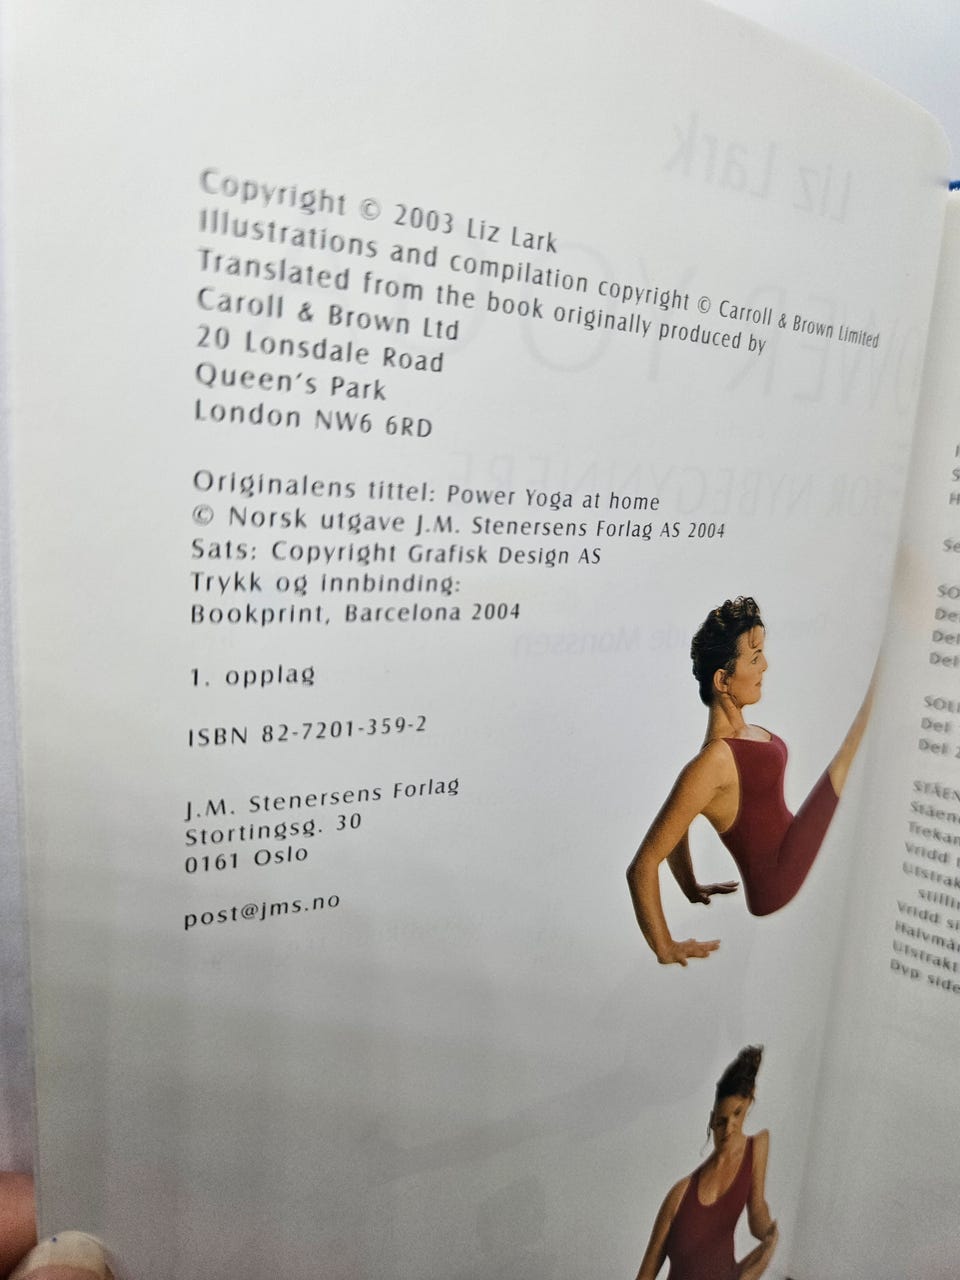 Copyright © 2003 Liz Lark
Illustrations and compilation copyright © Carroll & Brown Limited
Translated from the book originally produced by
Caroll & Brown Ltd
20 Lonsdale Road
Queen's Park
London NW6 6RD
Originalens tittel: Power Yoga at home
© Norsk utgave J.M. Stenersens Forlag AS 2004
Sats: Copyright Grafisk Design AS
Trykk og innbinding:
Bookprint, Barcelona 2004
1. opplag
ISBN 82-7201-359-2
J.M. Stenersens Forlag
Stortingsg. 30
0161 Oslo
post@jms.no
Liz Lark